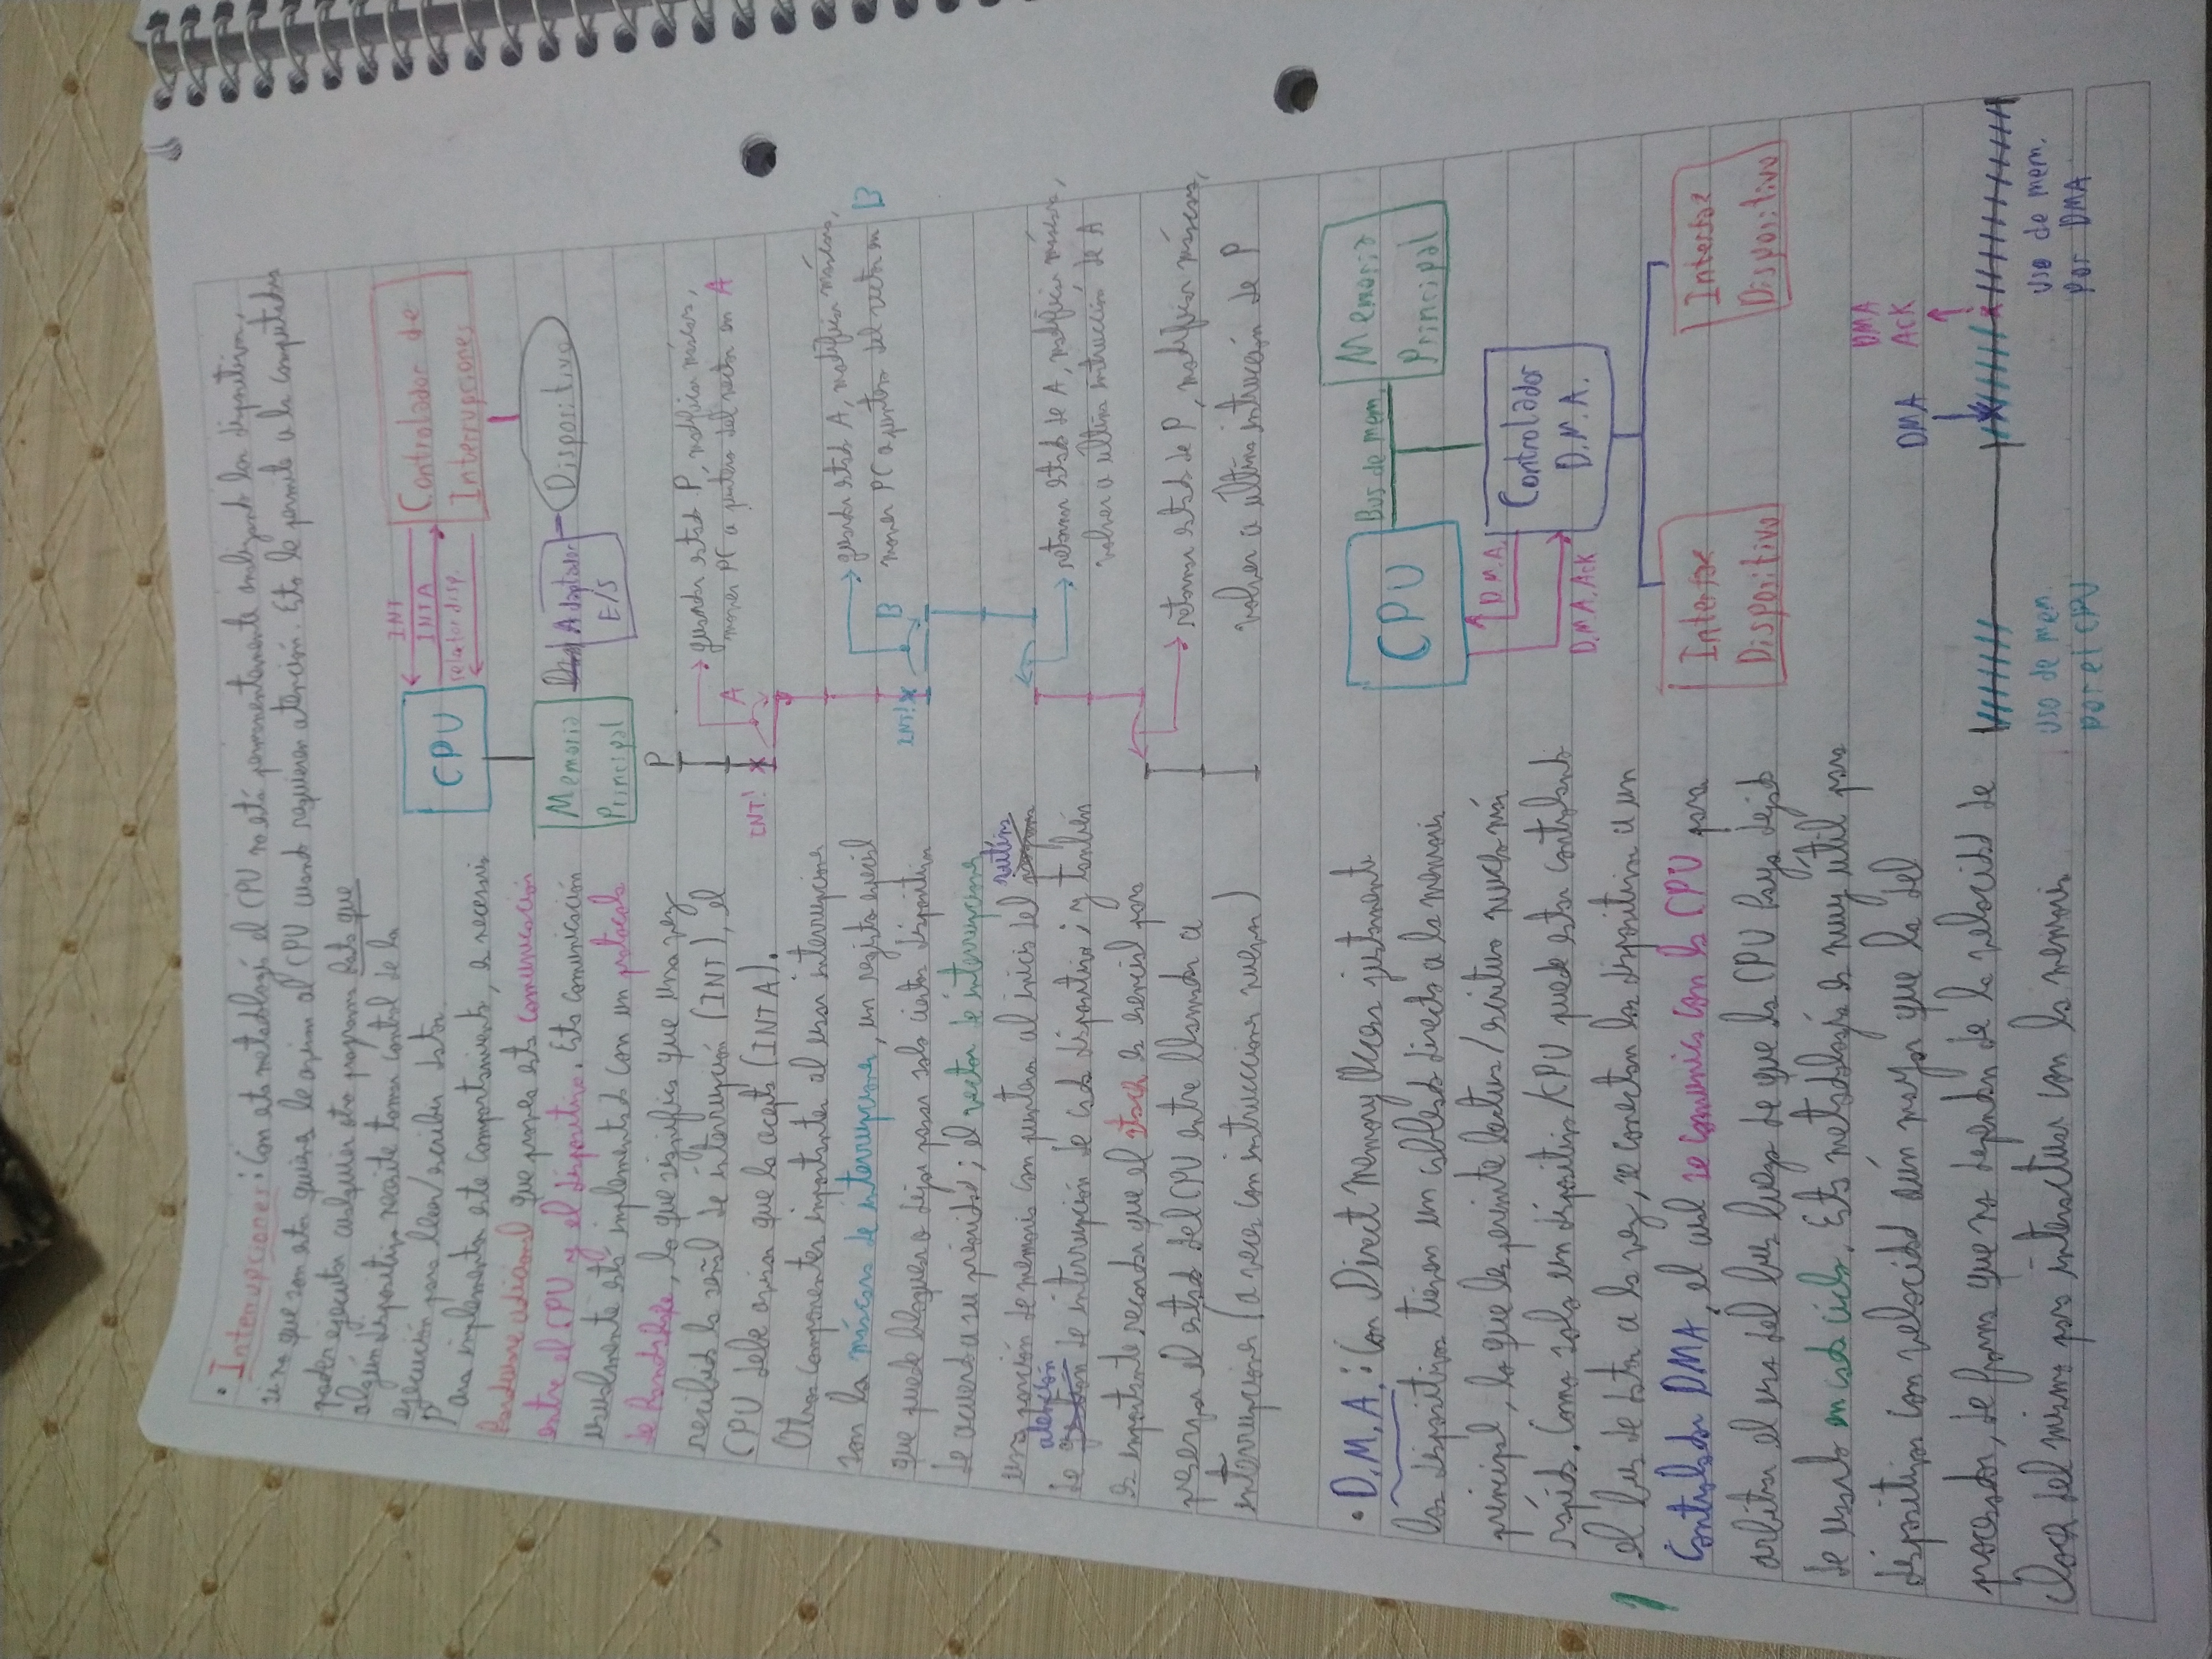 • Interrupciones: Con esta metodología el CPU no está permanentemente analizando los dispositivos,
si no que son estos quienes le avisan al CPU cuando requieren atención. Esto le permite a la computadora
poder ejecutar cualquier otro programa hasta que
algún dispositivo necesite tomar control de la
ejecución para lleer/escribir datos.
Para implementar este comportamiento, es necesario
hardware adicional que provea esta comunicación
entre el CPU y el dispositivo. Esta comunicación
usualmente está implementada con un protocolo
de handshake, lo que significa que una vez
recibida la señal de interrupción (INT), el
CPU debe avisar que la acepta (INTA).
Otros componentes importantes al usar interrupciones
son la máscara de interrupciones, un registro especial
que puede bloquear o dejar pasar solo ciertos dispositivos
de acuerdo a su prioridad; el vector de interrupciones
una porción de memoria con punteros al inicio del rutina
de atención de interrupción de cada dispositivo; y también
es importante recordar que el stack es esencial para
preservar el estado del CPU entre llamadas a
interrupciones (a veces con instruccciones nuevas)
INT
INTA
selector disp.
CPU
Controlador de
Interrupciones
Memoria
Principal
Adaptador
E/S
Dispositivo
P
INT!
A
guardar estado P, modificar máscara,
mover PC a puntero del vector en A
INT!
B
guardar estado A, modificar máscara,
mover PC a puntero del vector en B
retomar estado de A, modificar máscara,
volver a ultima instrucción de A
retomar estado de P, modificar máscara,
volver a última intrucción de P
• D.M.A.: Con Direct Memory Access justamente
los dispositivos tienen un cableado directo a la memoria
principal, lo que les permite lectura/escritura mucho más
rápida. Como solo un dispositivo/CPU puede estar controlando
el bus de datos a la vez, se conectan los dispositivos a un
Controlador DMA, el cual se comunica con la CPU para
arbitrar el uso del bus luego de que la CPU haya dejado
de usarlo en cada ciclo. Esta metodología es muy útil para
dispositivos con velocidad aún mayor que la del
procesador, de forma que no dependan de la velocidad de
clock del mismo para interactuar con la memoria
CPU
Bus de mem.
Memoria
Principal
D.M.A.
D.M.A. Ack
Controlador
D.M.A.
Interfaz
Dispositivo
Interfaz
Dispositivo
DMA
DMA
Ack
uso de mem.
por el CPU
uso de mem.
por DMA